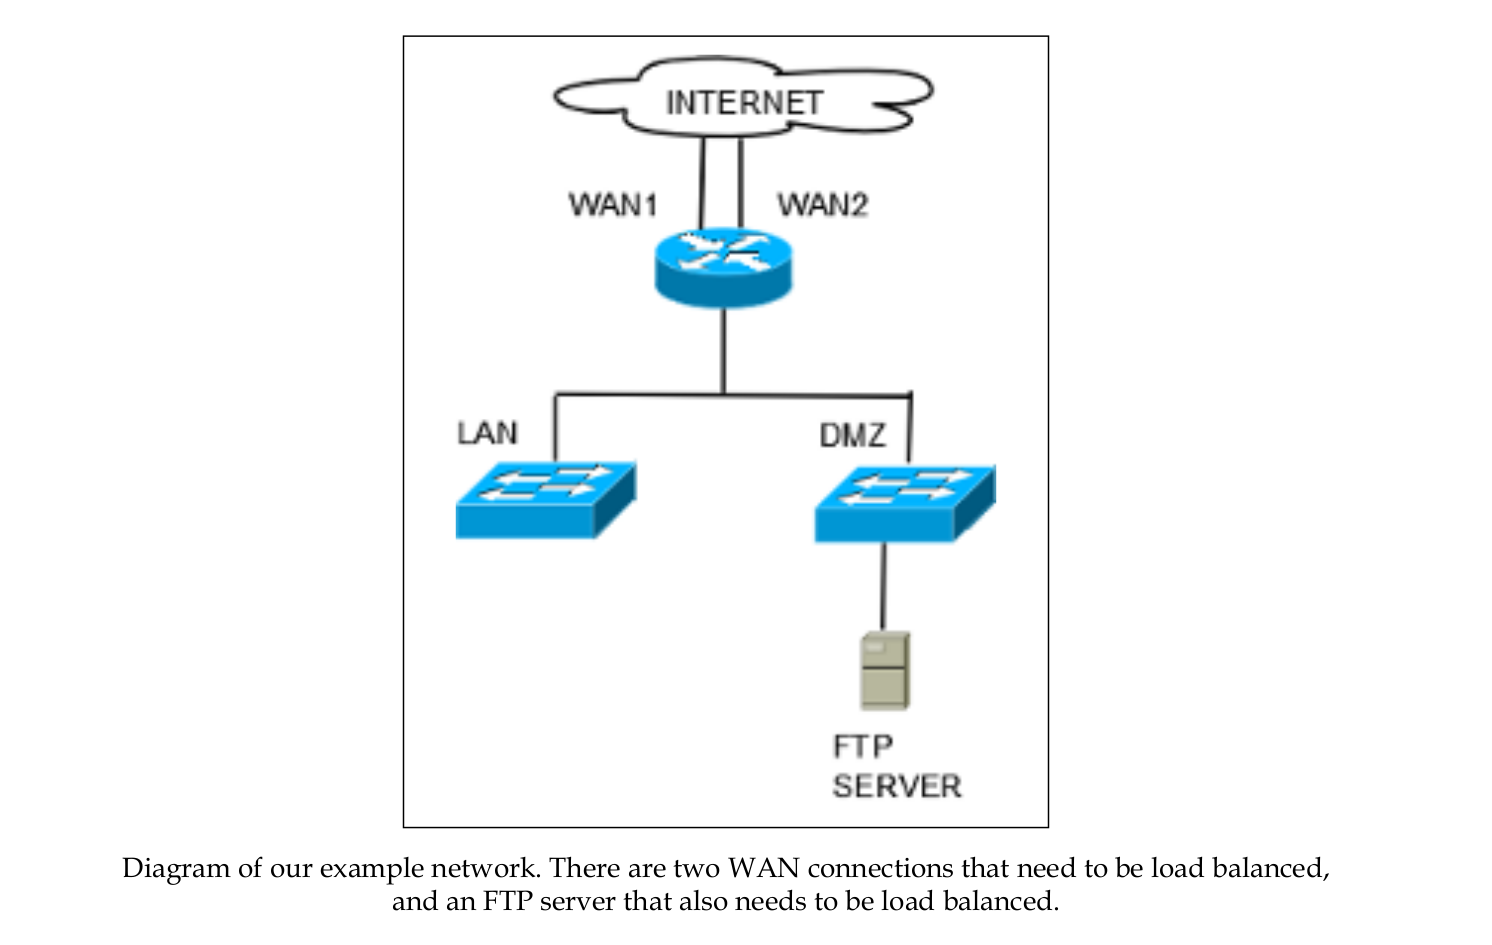 INTERNET
WAN1
WAN2
LAN
DMZ
FTP
SERVER
Diagram of our example network. There are two WAN connections that need to be load balanced,
and an FTP server that also needs to be load balanced.